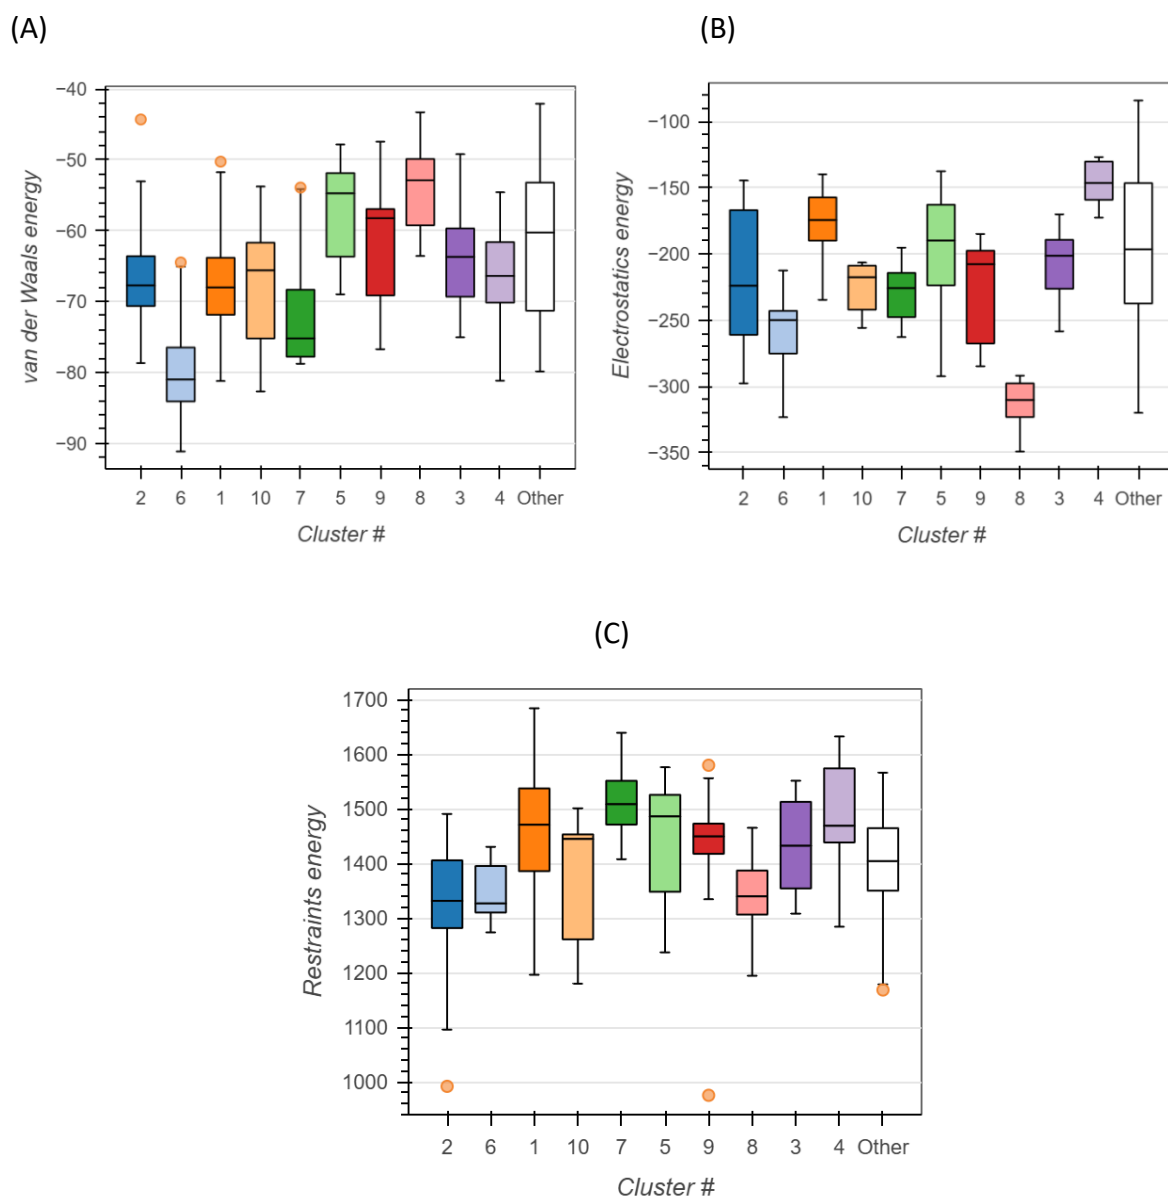 (A)
(B)
van der Waals energy
−40
−50
−60
−70
−80
−90
2 6 1 10 7 5 9 8 3 4 Other
Cluster #
Electrostatics energy
−100
−150
−200
−250
−300
−350
2 6 1 10 7 5 9 8 3 4 Other
Cluster #
(C)
Restraints energy
1700
1600
1500
1400
1300
1200
1100
1000
2 6 1 10 7 5 9 8 3 4 Other
Cluster #